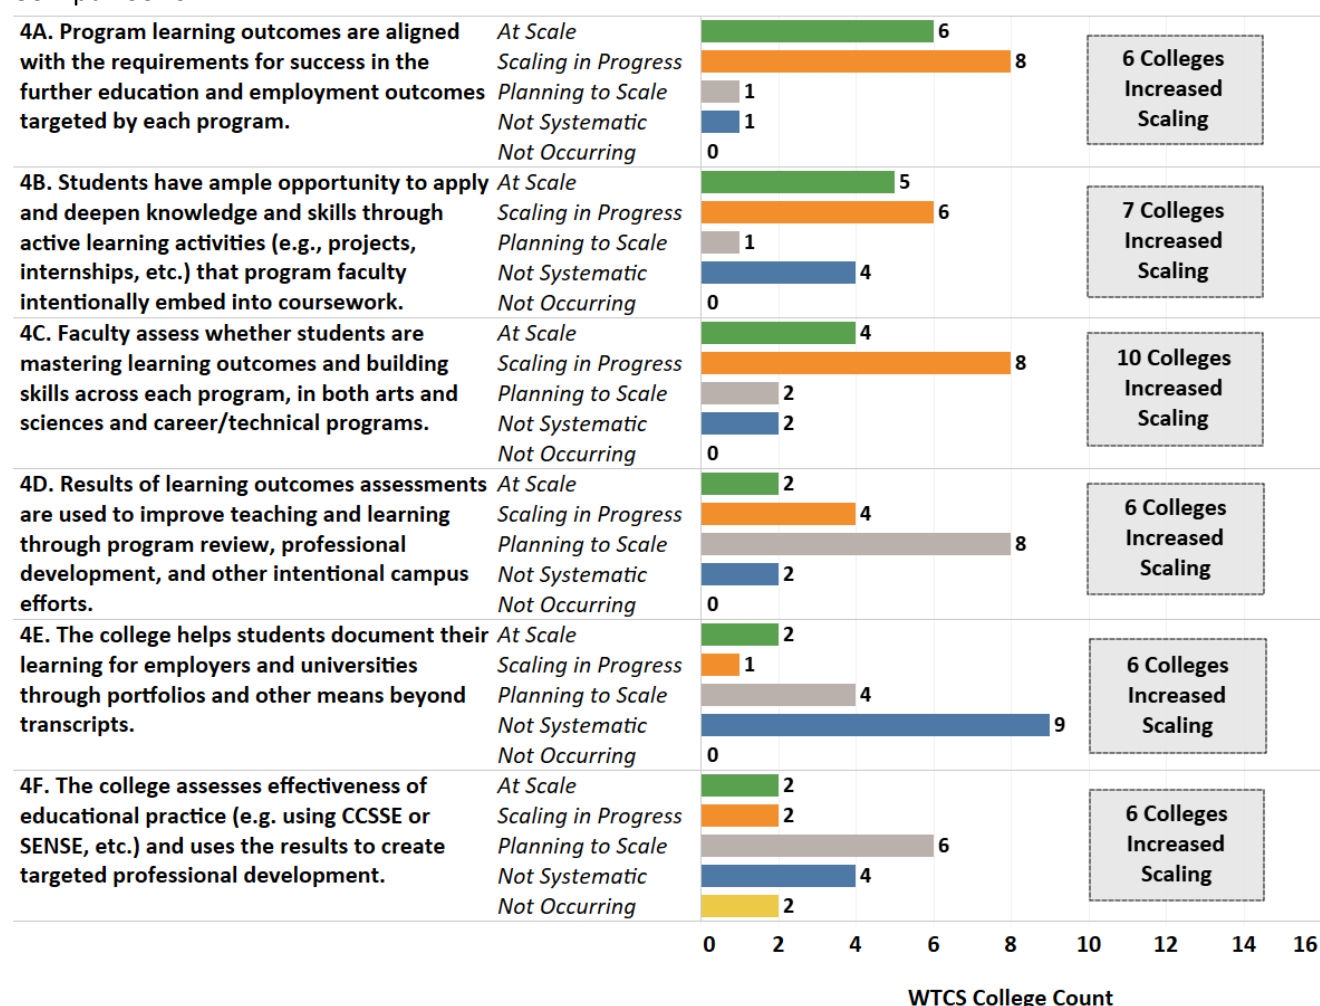 4A. Program learning outcomes are aligned
with the requirements for success in the
further education and employment outcomes
targeted by each program.
At Scale
6
Scaling in Progress
8
Planning to Scale
1
Not Systematic
1
Not Occurring
0
6 Colleges
Increased
Scaling
4B. Students have ample opportunity to apply
and deepen knowledge and skills through
active learning activities (e.g., projects,
internships, etc.) that program faculty
intentionally embed into coursework.
At Scale
5
Scaling in Progress
6
Planning to Scale
1
Not Systematic
4
Not Occurring
0
7 Colleges
Increased
Scaling
4C. Faculty assess whether students are
mastering learning outcomes and building
skills across each program, in both arts and
sciences and career/technical programs.
At Scale
4
Scaling in Progress
8
Planning to Scale
2
Not Systematic
2
Not Occurring
0
10 Colleges
Increased
Scaling
4D. Results of learning outcomes assessments
are used to improve teaching and learning
through program review, professional
development, and other intentional campus
efforts.
At Scale
2
Scaling in Progress
4
Planning to Scale
8
Not Systematic
2
Not Occurring
0
6 Colleges
Increased
Scaling
4E. The college helps students document their
learning for employers and universities
through portfolios and other means beyond
transcripts.
At Scale
2
Scaling in Progress
1
Planning to Scale
4
Not Systematic
9
Not Occurring
0
6 Colleges
Increased
Scaling
4F. The college assesses effectiveness of
educational practice (e.g. using CCSSE or
SENSE, etc.) and uses the results to create
targeted professional development.
At Scale
2
Scaling in Progress
2
Planning to Scale
6
Not Systematic
4
Not Occurring
2
6 Colleges
Increased
Scaling
0 2 4 6 8 10 12 14 16
WTCS College Count